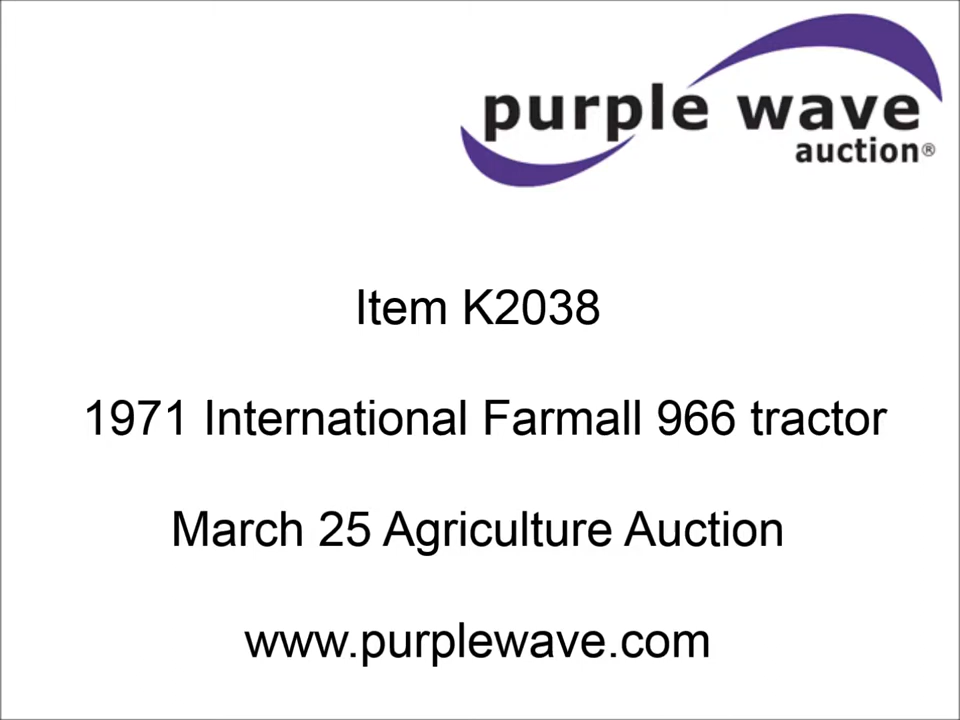 purple wave
auction®
Item K2038
1971 International Farmall 966 tractor
March 25 Agriculture Auction
www.purplewave.com